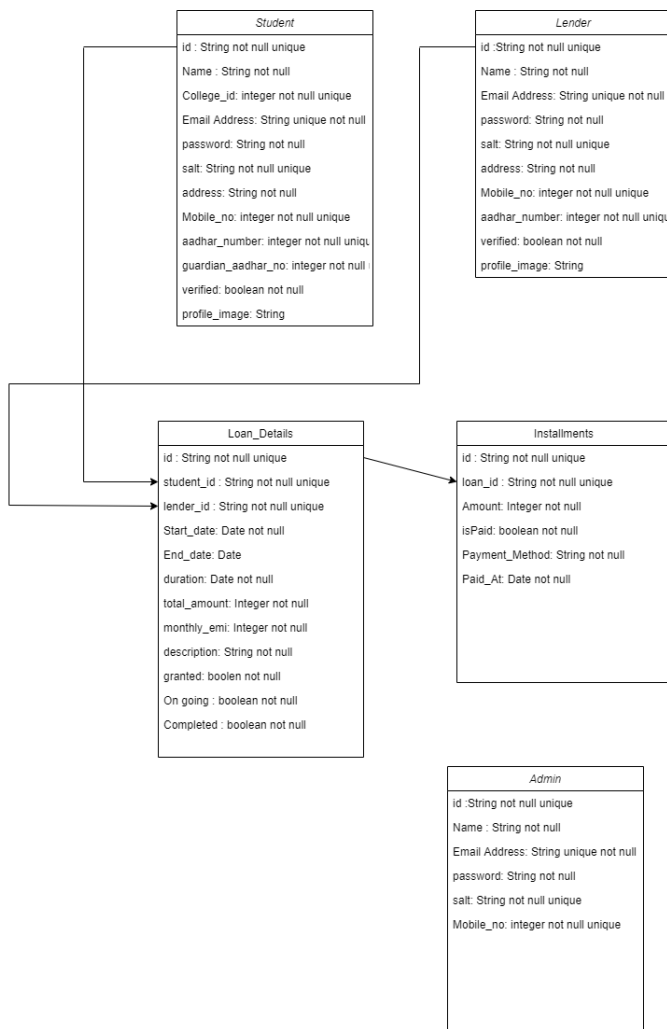 Student
id : String not null unique
Name : String not null
College_id: integer not null unique
Email Address: String unique not null
password: String not null
salt: String not null unique
address: String not null
Mobile_no: integer not null unique
aadhar_number: integer not null uniqu
guardian_aadhar_no: integer not null
verified: boolean not null
profile_image: String
Lender
id :String not null unique
Name : String not null
Email Address: String unique not null
password: String not null
salt: String not null unique
address: String not null
Mobile_no: integer not null unique
aadhar_number: integer not null uniqu
verified: boolean not null
profile_image: String
Loan_Details
id : String not null unique
student_id : String not null unique
lender_id : String not null unique
Start_date: Date not null
End_date: Date
duration: Date not null
total_amount: Integer not null
monthly_emi: Integer not null
description: String not null
granted: boolen not null
On going : boolean not null
Completed : boolean not null
Installments
id : String not null unique
loan_id : String not null unique
Amount: Integer not null
isPaid: boolean not null
Payment_Method: String not null
Paid_At: Date not null
Admin
id :String not null unique
Name : String not null
Email Address: String unique not null
password: String not null
salt: String not null unique
Mobile_no: integer not null unique